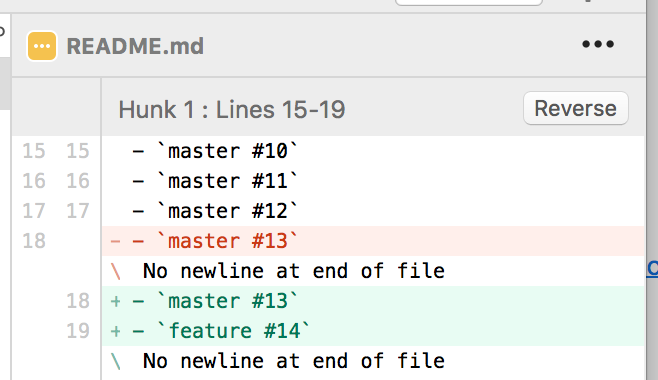 README.md
Hunk 1 : Lines 15-19
Reverse
15 15 - `master #10`
16 16 - `master #11`
17 17 - `master #12`
18 - - `master #13`
\ No newline at end of file
18 + - `master #13`
19 + - `feature #14`
\ No newline at end of file